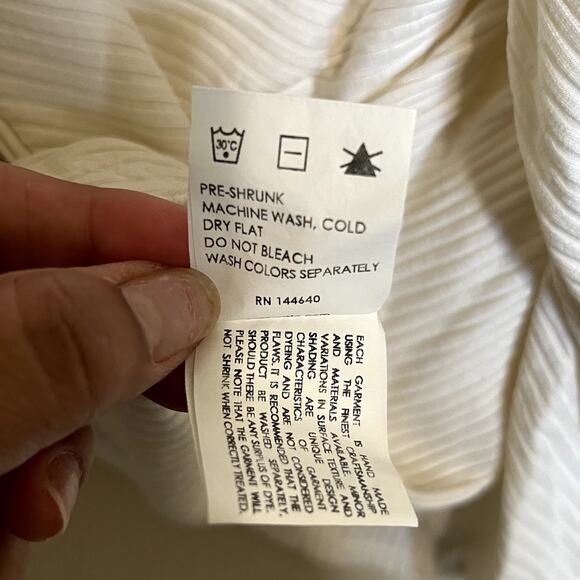 30°C
PRE-SHRUNK
MACHINE WASH, COLD
DRY FLAT
DO NOT BLEACH
WASH COLORS SEPARATELY
RN 144640
EACH GARMENT IS HAND MADE
USING THE FINEST CRAFTSMANSHIP
AND MATERIALS AVAILABLE. MINOR
VARIATIONS IN SURFACE TEXTURE AND
SHADING ARE UNIQUE DESIGN
CHARACTERISTICS OF GARMENT
DYEING AND ARE NOT CONSIDERED
FLAWS. IT IS RECOMMENDED THAT THE
PRODUCT BE WASHED SEPARATELY,
SHOULD THERE BE ANY SURPLUS OF DYE.
PLEASE NOTE THAT THE GARMENT WILL
NOT SHRINK WHEN CORRECTLY TREATED.